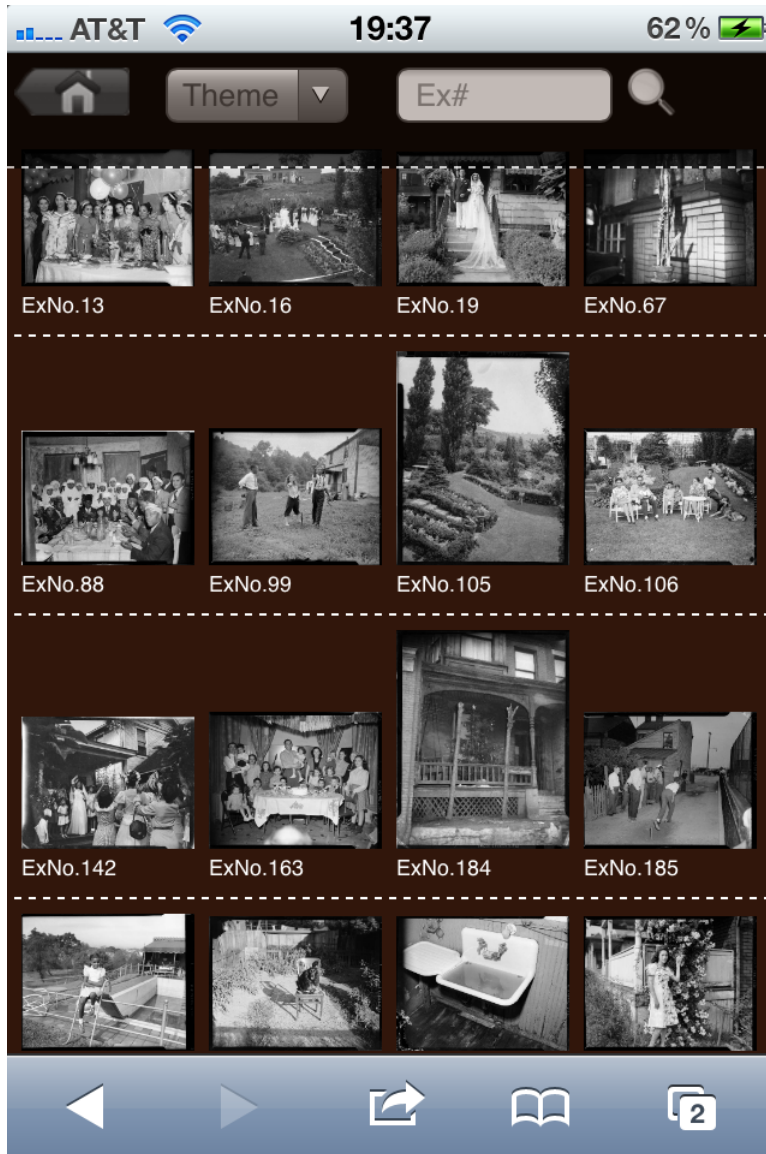 AT&T 19:37 62%
Theme Ex#
ExNo.13 ExNo.16 ExNo.19 ExNo.67
ExNo.88 ExNo.99 ExNo.105 ExNo.106
ExNo.142 ExNo.163 ExNo.184 ExNo.185
2